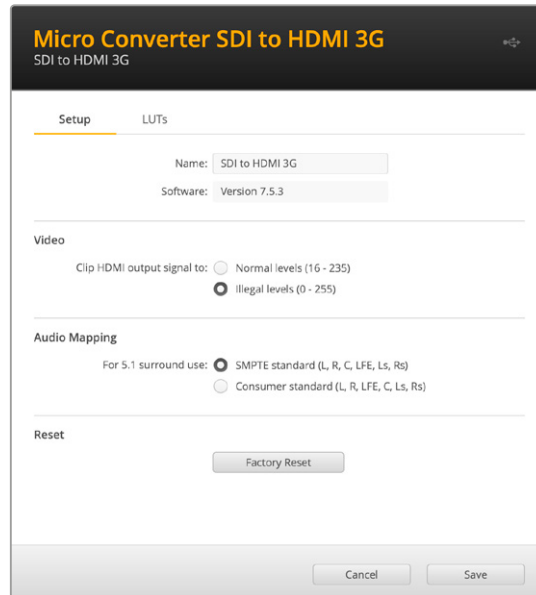 Micro Converter SDI to HDMI 3G
SDI to HDMI 3G
Setup LUTs
Name: SDI to HDMI 3G
Software: Version 7.5.3
Video
Clip HDMI output signal to: Normal levels (16 - 235)
Illegal levels (0 - 255)
Audio Mapping
For 5.1 surround use: SMPTE standard (L, R, C, LFE, Ls, Rs)
Consumer standard (L, R, LFE, C, Ls, Rs)
Reset
Factory Reset
Cancel Save